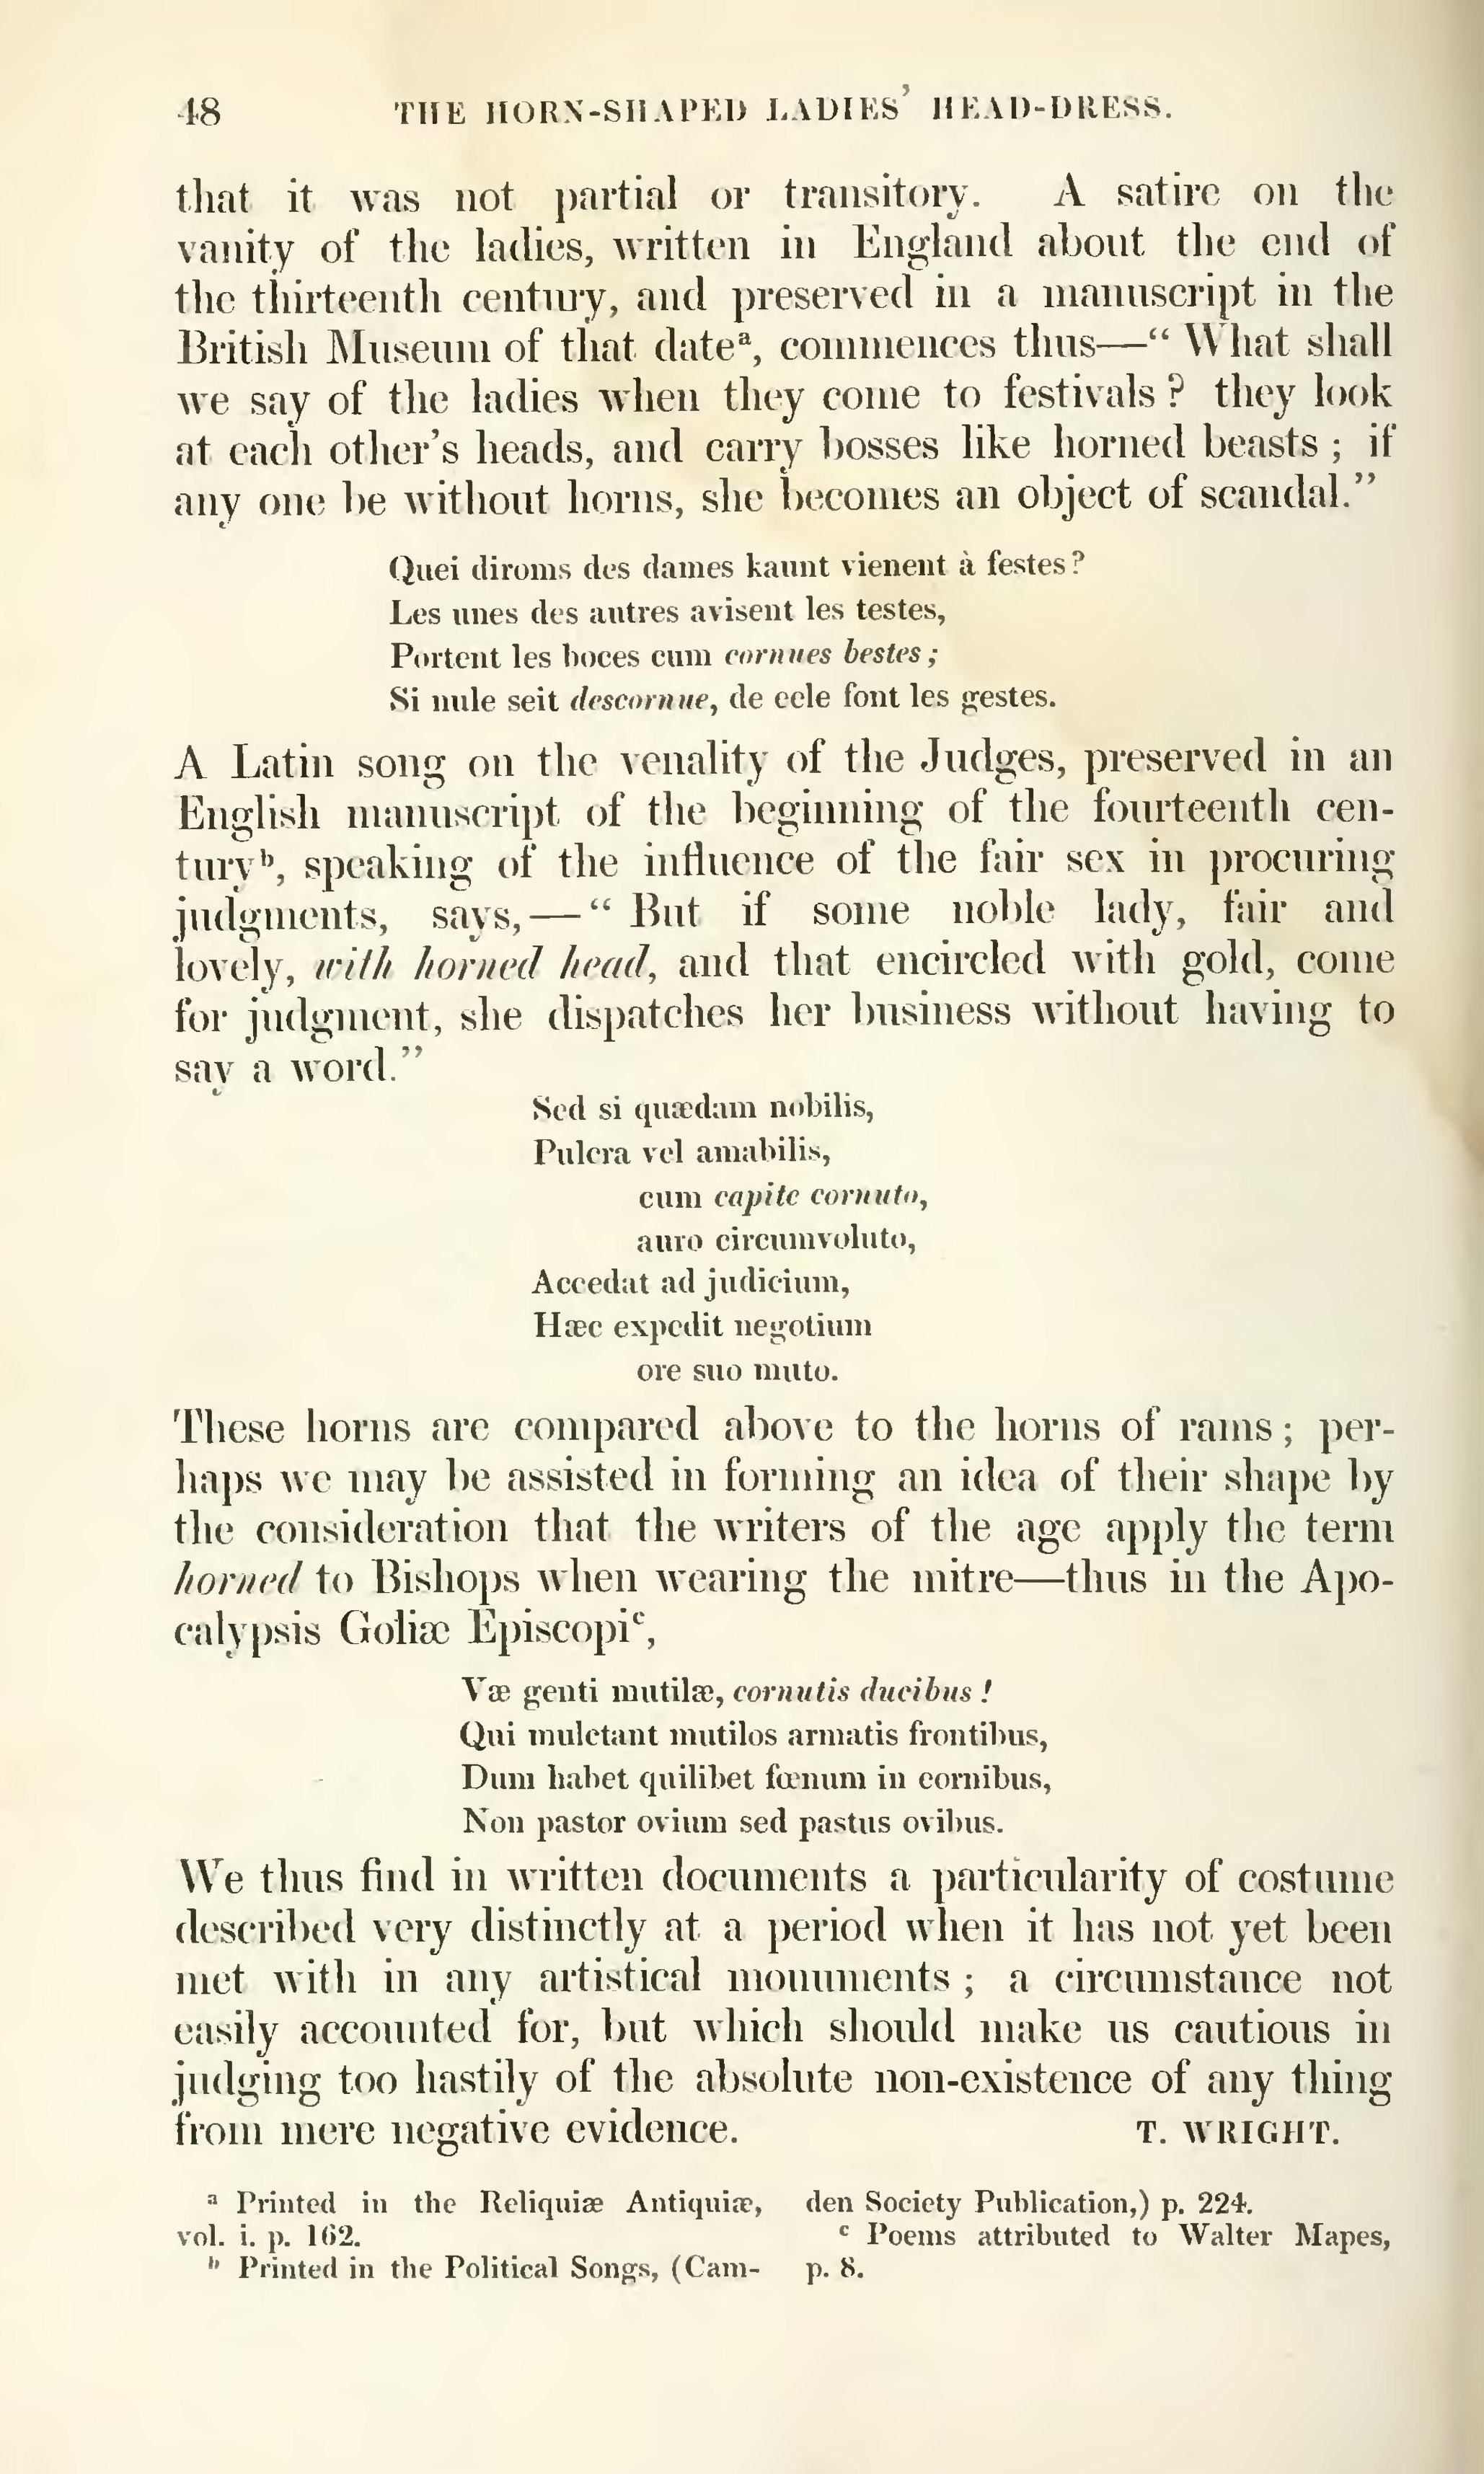 48 THE HORN-SHAPED LADIES' HEAD-DRESS.
that it was not partial or transitory. A satire on the
vanity of the ladies, written in England about the end of
the thirteenth century, and preserved in a manuscript in the
British Museum of that dateᵃ, commences thus—“ What shall
we say of the ladies when they come to festivals ? they look
at each other’s heads, and carry bosses like horned beasts ; if
any one be without horns, she becomes an object of scandal.”
Quei diroms des dames kaunt vienent à festes ?
Les unes des autres avisent les testes,
Portent les boces cum cornues bestes ;
Si nule seit descornue, de cele font les gestes.
A Latin song on the venality of the Judges, preserved in an
English manuscript of the beginning of the fourteenth cen-
turyᵇ, speaking of the influence of the fair sex in procuring
judgments, says,—“ But if some noble lady, fair and
lovely, with horned head, and that encircled with gold, come
for judgment, she dispatches her business without having to
say a word.”
Sed si quædam nobilis,
Pulcra vel amabilis,
cum capite cornuto,
auro circumvoluto,
Accedat ad judicium,
Hæc expedit negotium
ore suo muto.
These horns are compared above to the horns of rams ; per-
haps we may be assisted in forming an idea of their shape by
the consideration that the writers of the age apply the term
horned to Bishops when wearing the mitre—thus in the Apo-
calypsis Goliæ Episcopiᶜ,
Væ genti mutilæ, cornutis ducibus !
Qui mulctant mutilos armatis frontibus,
Dum habet quilibet fœnum in cornibus,
Non pastor ovium sed pastus ovibus.
We thus find in written documents a particularity of costume
described very distinctly at a period when it has not yet been
met with in any artistical monuments ; a circumstance not
easily accounted for, but which should make us cautious in
judging too hastily of the absolute non-existence of any thing
from mere negative evidence. T. WRIGHT.
ᵃ Printed in the Reliquiæ Antiquiæ,
vol. i. p. 162.
ᵇ Printed in the Political Songs, (Cam-
den Society Publication,) p. 224.
ᶜ Poems attributed to Walter Mapes,
p. 8.